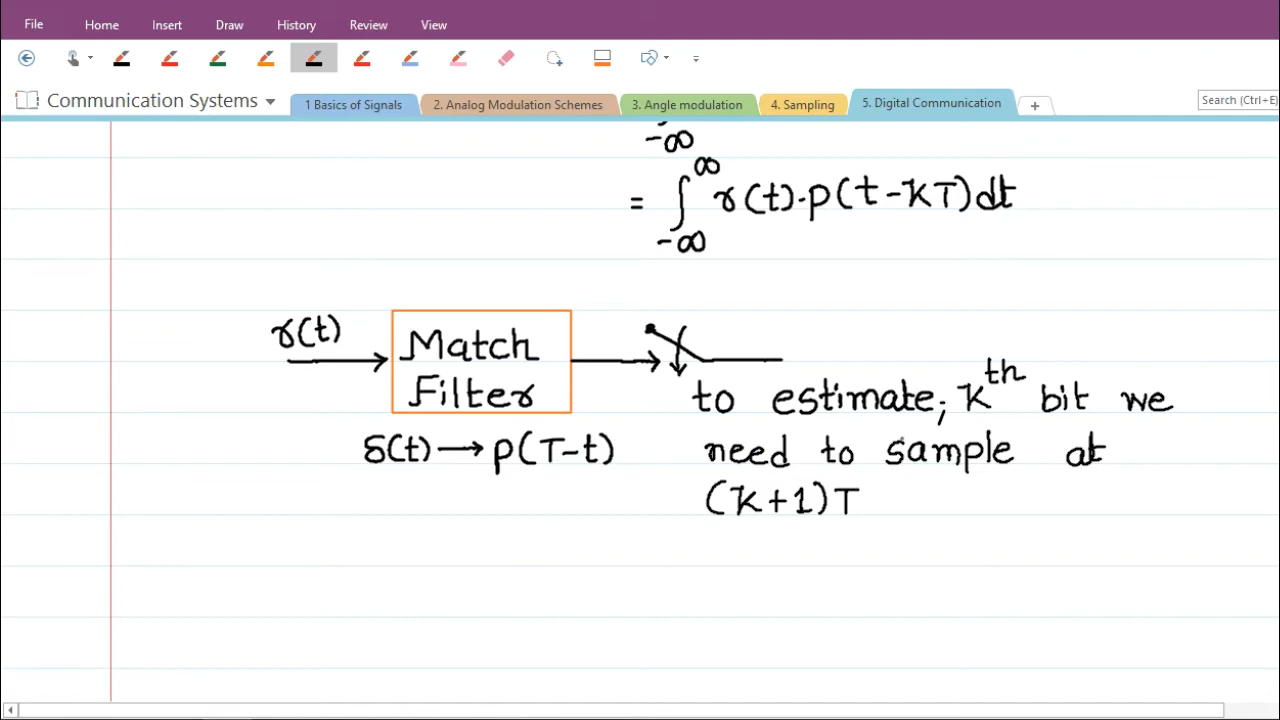 File Home Insert Draw History Review View
Communication Systems 1 Basics of Signals 2. Analog Modulation Schemes 3. Angle modulation 4. Sampling 5. Digital Communication + Search (Ctrl+E)
-∞
= ∫_{-∞}^{∞} r(t)·p(t-kT)dt
r(t)
Match
Filter
δ(t) → p(T-t)
to estimate, kth bit we
need to sample at
(k+1)T